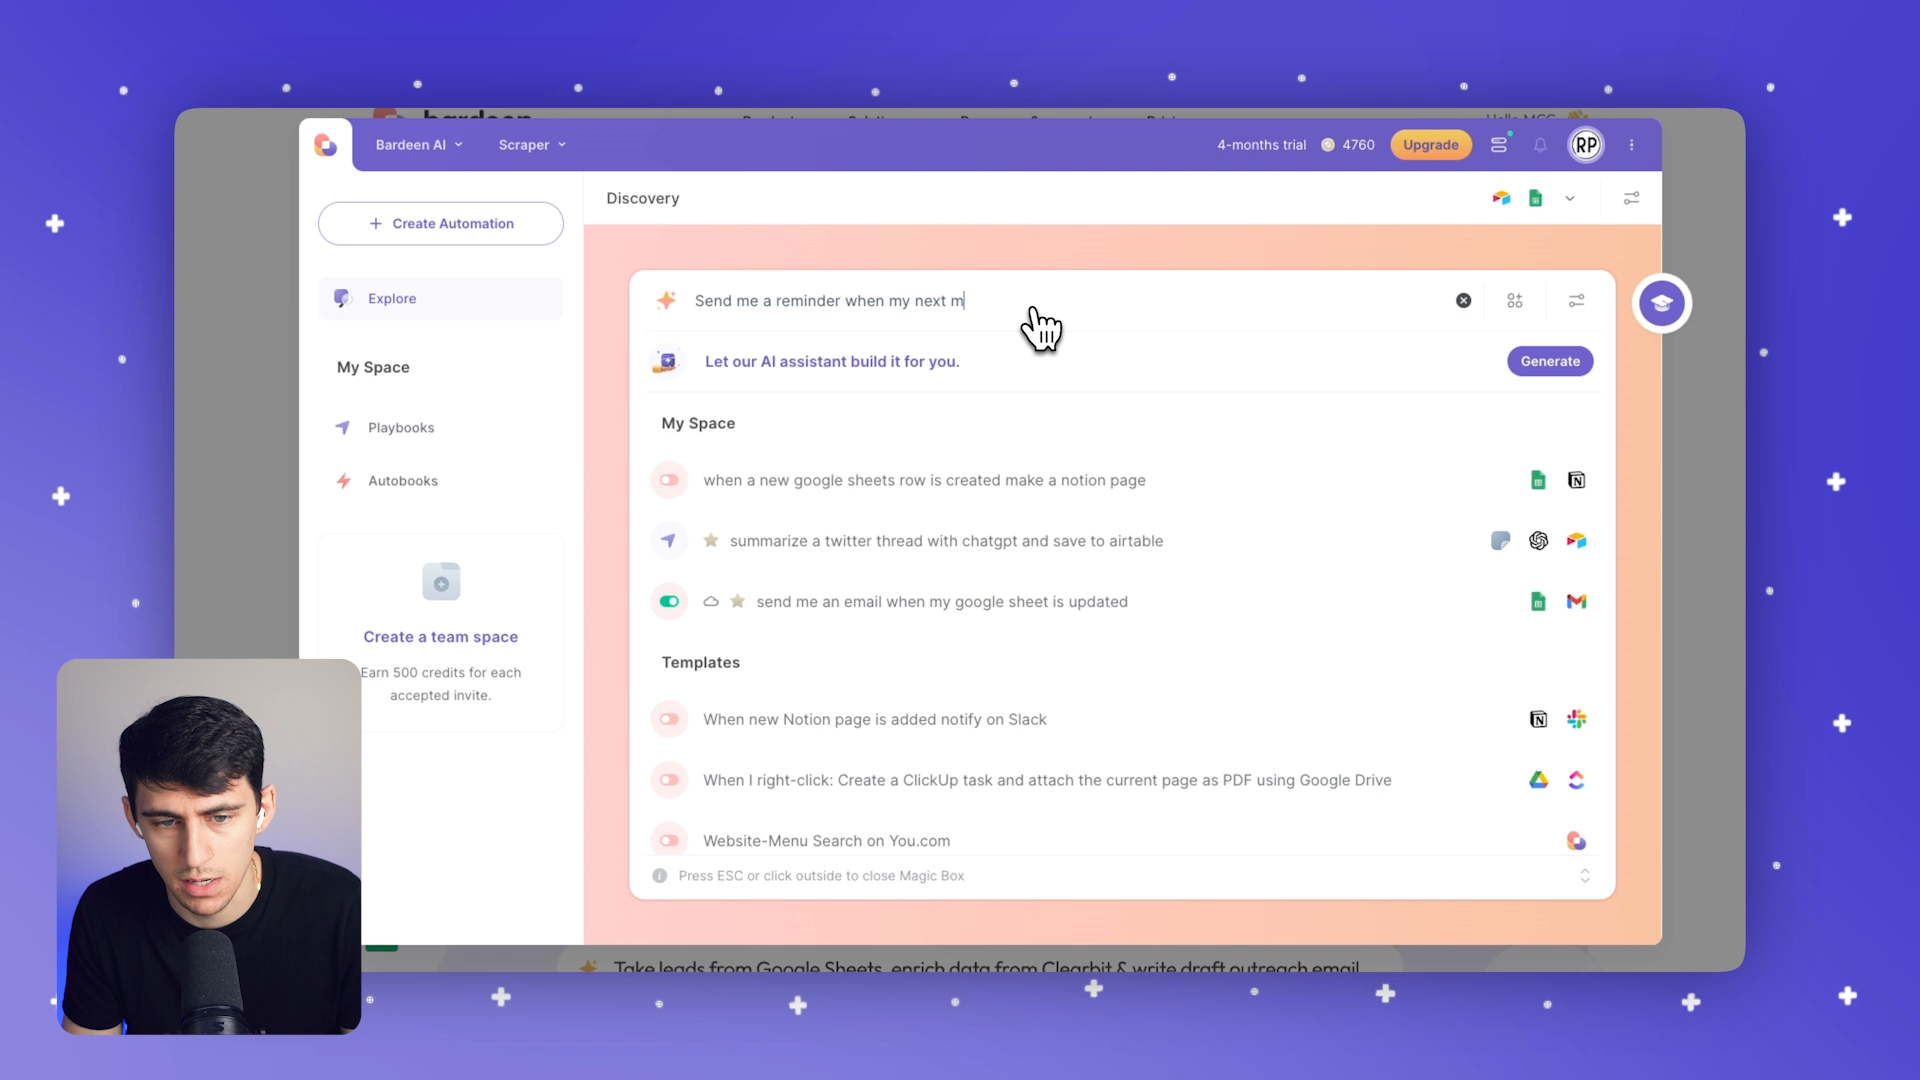 bardeen
Bardeen AI
Scraper
4-months trial
4760
Upgrade
RP
Create Automation
Discovery
Explore
Send me a reminder when my next m
Let our AI assistant build it for you.
Generate
My Space
My Space
Playbooks
Autobooks
when a new google sheets row is created make a notion page
summarize a twitter thread with chatgpt and save to airtable
send me an email when my google sheet is updated
Create a team space
Earn 500 credits for each
accepted invite.
Templates
When new Notion page is added notify on Slack
When I right-click: Create a ClickUp task and attach the current page as PDF using Google Drive
Website-Menu Search on You.com
Press ESC or click outside to close Magic Box
Take leads from Google Sheets, enrich data from Clearbit & write draft outreach email